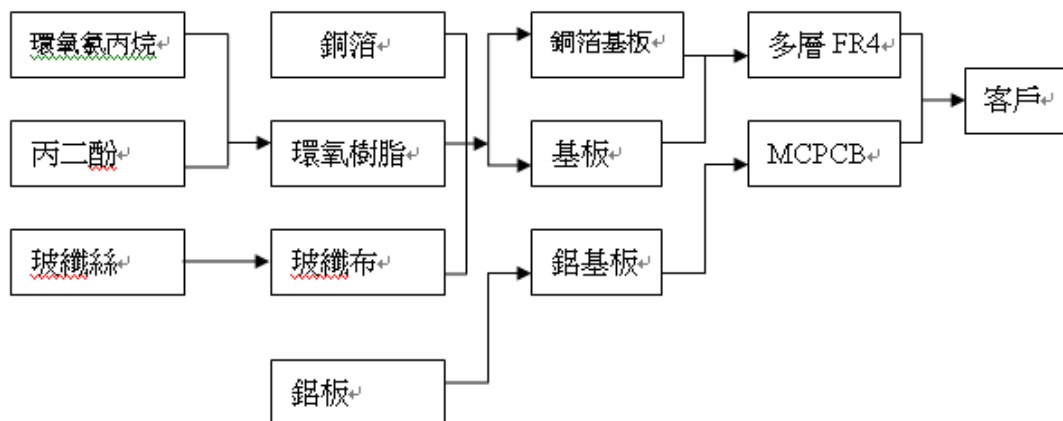 環氧氯丙烷
銅箔
銅箔基板
多層 FR4
客戶
丙二酚
環氧樹脂
基板
MCPCB
玻纖絲
玻纖布
鋁基板
鋁板